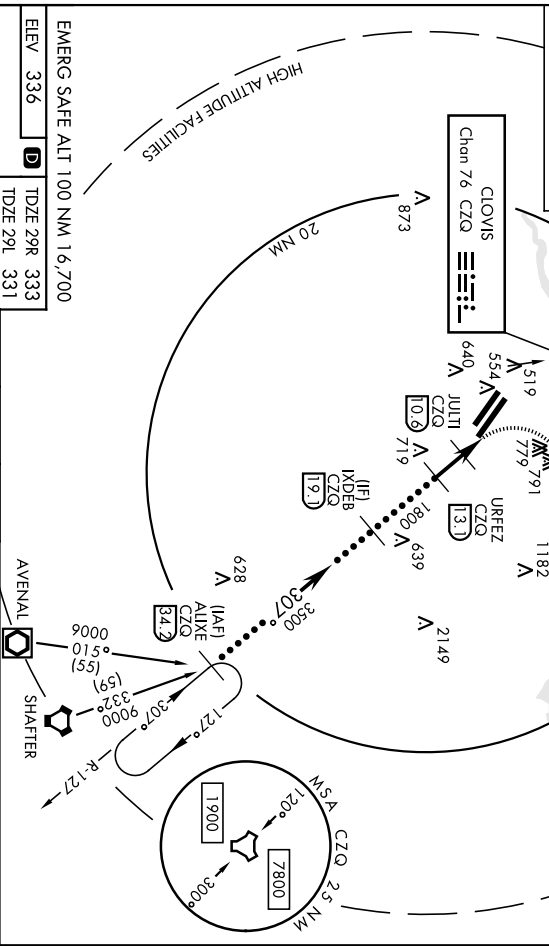 EMERG SAFE ALT 100 NM 16,700
HIGH ALTITUDE FACILITIES
20 NM
CLOVIS
Chan 76 CZQ
873
640
554
519
JULTI
CZQ
10.6
719
779
791
URFEZ
CZQ
13.1
1182
(IF)
IXDEB
CZQ
19.1
1800
639
2149
628
307°
3500
(IAF)
ALIXE
CZQ
34.2
AVENAL
9000
015°
(55)
SHAFTER
9000
332°
(59)
307°
127°
R-127
MSA CZQ 25 NM
120°
1900
7800
300°
ELEV 336
D
TDZE 29R 333
TDZE 29L 331